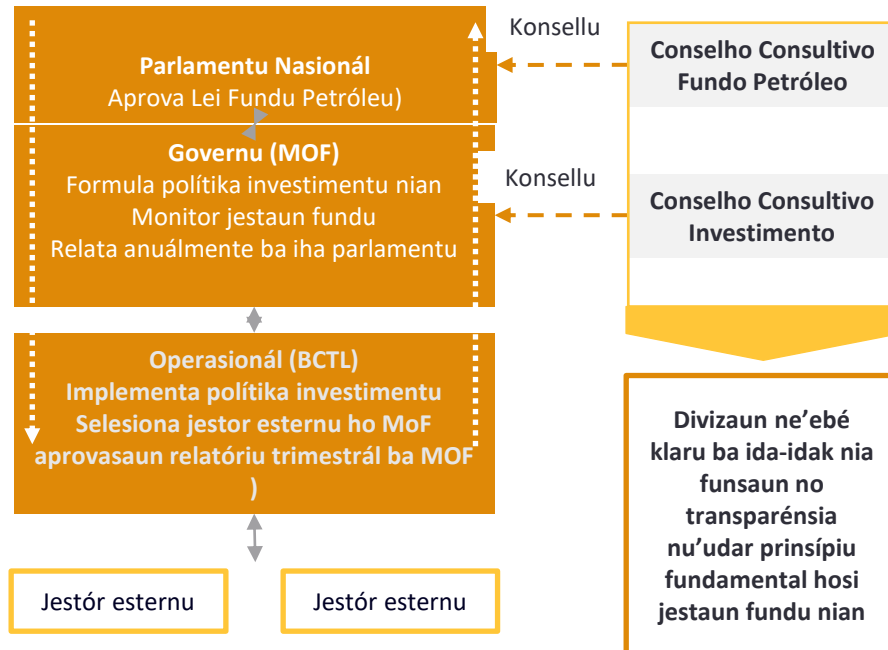 Parlamentu Nasionál
Aprova Lei Fundu Petróleu)
Governu (MOF)
Formula polítika investimentu nian
Monitor jestaun fundu
Relata anuálmente ba iha parlamentu
Operasionál (BCTL)
Implementa polítika investimentu
Selesiona jestor esternu ho MoF
aprovasaun relatóriu trimestrál ba MOF
)
Jestór esternu
Jestór esternu
Konsellu
Konsellu
Conselho Consultivo
Fundo Petróleo
Conselho Consultivo
Investimento
Divizaun ne’ebé
klaru ba ida-idak nia
funsaun no
transparénsia
nu’udar prinsípiu
fundamental hosi
jestaun fundu nian